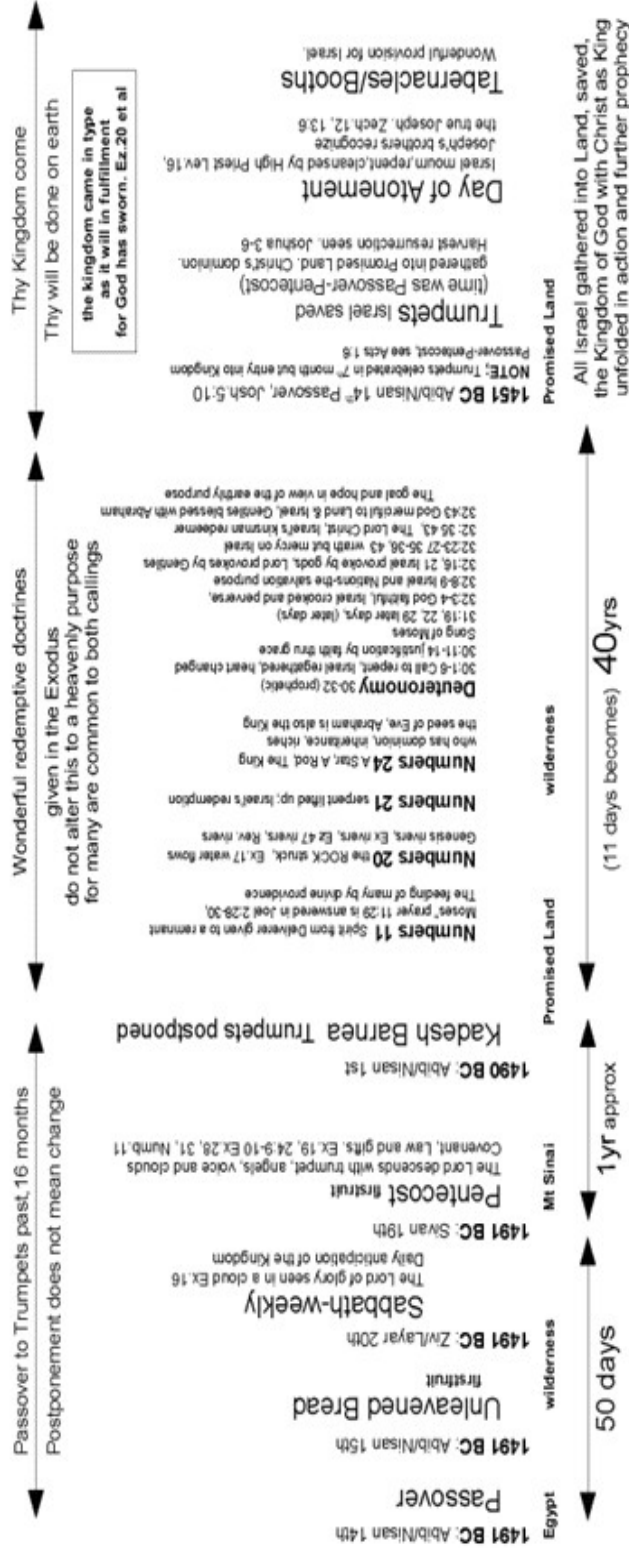 Passover to Trumpets past, 16 months
Postponement does not mean change
Wonderful redemptive doctrines
given in the Exodus
do not alter this to a heavenly purpose
for many are common to both callings
Thy Kingdom come
Thy will be done on earth
the kingdom came in type
as it will in fulfillment
for God has sworn. Ez.20 et al
1491 BC: Abib/Nisan 14th
Passover
1491 BC: Abib/Nisan 15th
Unleavened Bread
firstfruit
1491 BC: Ziv/Layar 20th
Sabbath-weekly
The Lord of glory seen in a cloud Ex.16
Daily anticipation of the Kingdom
1491 BC: Sivan 19th
Pentecost firstfruit
The Lord descends with trumpet, angels, voice and clouds
Covenant, Law and gifts. Ex.19, 24:9-10 Ex.28, 31, Numb.11
1490 BC: Abib/Nisan 1st
Kadesh Barnea Trumpets postponed
Numbers 11 Spirit from Deliverer given to a remnant
Moses' prayer 11:29 is answered in Joel 2:28-30,
The feeding of many by divine providence
Numbers 20 the ROCK struck, Ex.17 water flows
Genesis rivers, Ex rivers, Ez 47 rivers, Rev. rivers
Numbers 21 serpent lifted up; Israel's redemption
Numbers 24 A Star, A Rod, The King
who has dominion, inheritance, riches
the seed of Eve, Abraham is also the King
Deuteronomy 30-32 (prophetic)
30:1-6 Call to repent, Israel regathered, heart changed
30:11-14 justification by faith thru grace
Song of Moses
31:19, 22, 29 later days, (later days)
32:3-4 God faithful, Israel crooked and perverse,
32:8-9 Israel and Nations-the salvation purpose
32:16, 21 Israel provoke by gods, Lord provokes by Gentiles
32:23-27 35-36, 43 wrath but mercy on Israel
32:35 43, The Lord Christ, Israel's kinsman redeemer
32:43 God merciful to Land & Israel, Gentiles blessed with Abraham
The goal and hope in view of the earthly purpose
1451 BC Abib/Nisan 14th Passover, Josh.5:10
NOTE; Trumpets celebrated in 7th month but entry into Kingdom
Passover-Pentecost, see Acts 1:6
Trumpets Israel saved
(time was Passover-Pentecost)
gathered into Promised Land. Christ's dominion.
Harvest resurrection seen. Joshua 3-6
Day of Atonement
Israel mourn,repent,cleansed by High Priest Lev.16,
Joseph's brothers recognize
the true Joseph. Zech.12, 13:6
Tabernacles/Booths
Wonderful provision for Israel.
Egypt
wilderness
Mt Sinai
Promised Land
wilderness
Promised Land
50 days
1yr approx
(11 days becomes) 40yrs
All Israel gathered into Land, saved,
the Kingdom of God with Christ as King
unfolded in action and further prophecy